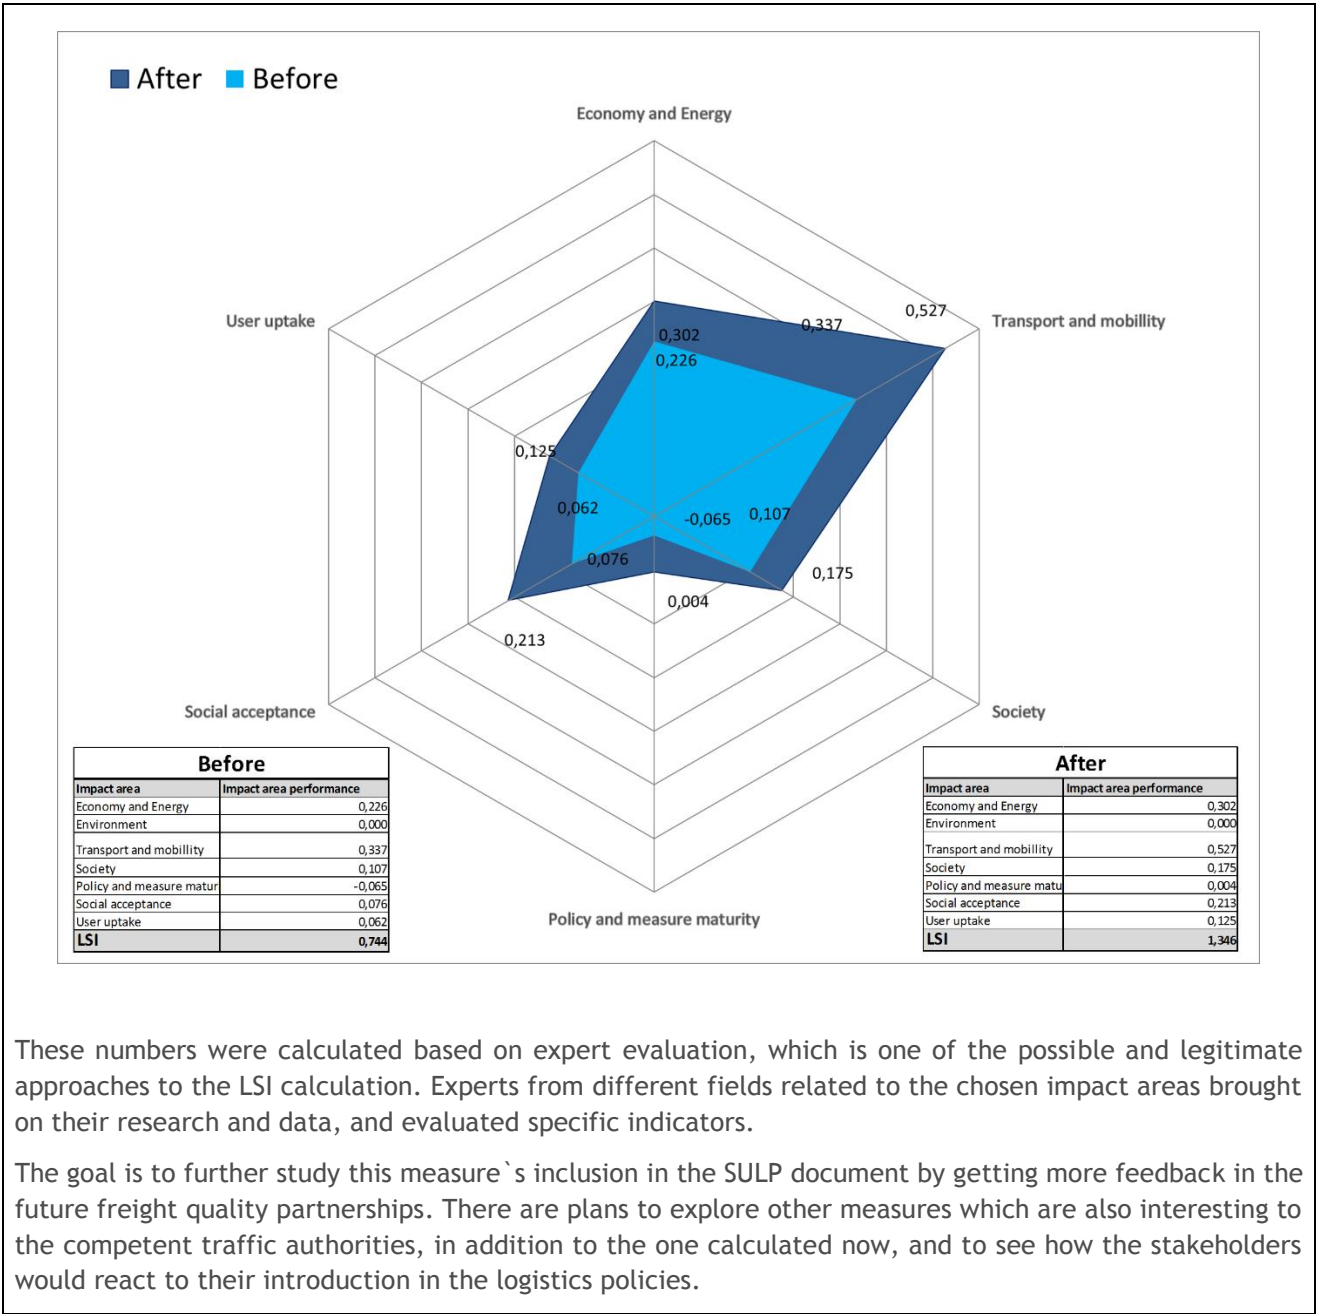 After Before
Economy and Energy
0,527
User uptake
0,337
Transport and mobillity
0,302
0,226
0,125
0,062
-0,065
0,107
0,076
0,175
0,004
0,213
Social acceptance
Society
Policy and measure maturity
Before
Impact area Impact area performance
Economy and Energy 0,226
Environment 0,000
Transport and mobillity 0,337
Society 0,107
Policy and measure matur -0,065
Social acceptance 0,076
User uptake 0,062
LSI 0,744
After
Impact area Impact area performance
Economy and Energy 0,302
Environment 0,000
Transport and mobillity 0,527
Society 0,175
Policy and measure matu 0,004
Social acceptance 0,213
User uptake 0,125
LSI 1,346
These numbers were calculated based on expert evaluation, which is one of the possible and legitimate
approaches to the LSI calculation. Experts from different fields related to the chosen impact areas brought
on their research and data, and evaluated specific indicators.
The goal is to further study this measure`s inclusion in the SULP document by getting more feedback in the
future freight quality partnerships. There are plans to explore other measures which are also interesting to
the competent traffic authorities, in addition to the one calculated now, and to see how the stakeholders
would react to their introduction in the logistics policies.